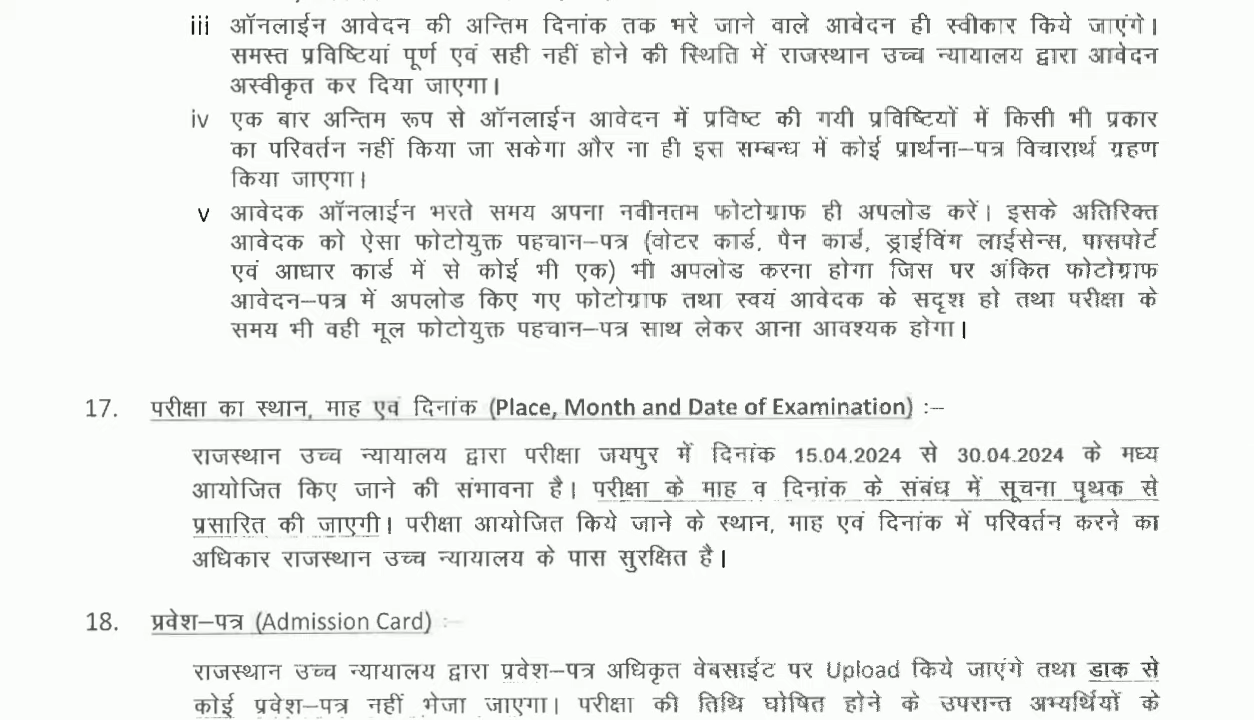 iii ऑनलाईन आवेदन की अन्तिम दिनांक तक भरे जाने वाले आवेदन ही स्वीकार किये जाएंगे।
समस्त प्रविष्टियां पूर्ण एवं सही नहीं होने की स्थिति में राजस्थान उच्च न्यायालय द्वारा आवेदन
अस्वीकृत कर दिया जाएगा।
iv एक बार अन्तिम रूप से ऑनलाईन आवेदन में प्रविष्ट की गयी प्रविष्टियों में किसी भी प्रकार
का परिवर्तन नहीं किया जा सकेगा और ना ही इस सम्बन्ध में कोई प्रार्थना–पत्र विचारार्थ ग्रहण
किया जाएगा।
v आवेदक ऑनलाईन भरते समय अपना नवीनतम फोटोग्राफ ही अपलोड करें। इसके अतिरिक्त
आवेदक को ऐसा फोटोयुक्त पहचान–पत्र (वोटर कार्ड, पैन कार्ड, ड्राईविंग लाईसेन्स, पासपोर्ट
एवं आधार कार्ड में से कोई भी एक) भी अपलोड करना होगा जिस पर अंकित फोटोग्राफ
आवेदन–पत्र में अपलोड किए गए फोटोग्राफ तथा स्वयं आवेदक के सदृश हो तथा परीक्षा के
समय भी वही मूल फोटोयुक्त पहचान–पत्र साथ लेकर आना आवश्यक होगा।
17. परीक्षा का स्थान, माह एवं दिनांक (Place, Month and Date of Examination) :–
राजस्थान उच्च न्यायालय द्वारा परीक्षा जयपुर में दिनांक 15.04.2024 से 30.04.2024 के मध्य
आयोजित किए जाने की संभावना है। परीक्षा के माह व दिनांक के संबंध में सूचना पृथक से
प्रसारित की जाएगी। परीक्षा आयोजित किये जाने के स्थान, माह एवं दिनांक में परिवर्तन करने का
अधिकार राजस्थान उच्च न्यायालय के पास सुरक्षित है।
18. प्रवेश–पत्र (Admission Card) :–
राजस्थान उच्च न्यायालय द्वारा प्रवेश–पत्र अधिकृत वेबसाईट पर Upload किये जाएंगे तथा डाक से
कोई प्रवेश–पत्र नहीं भेजा जाएगा। परीक्षा की तिथि घोषित होने के उपरान्त अभ्यर्थियों के